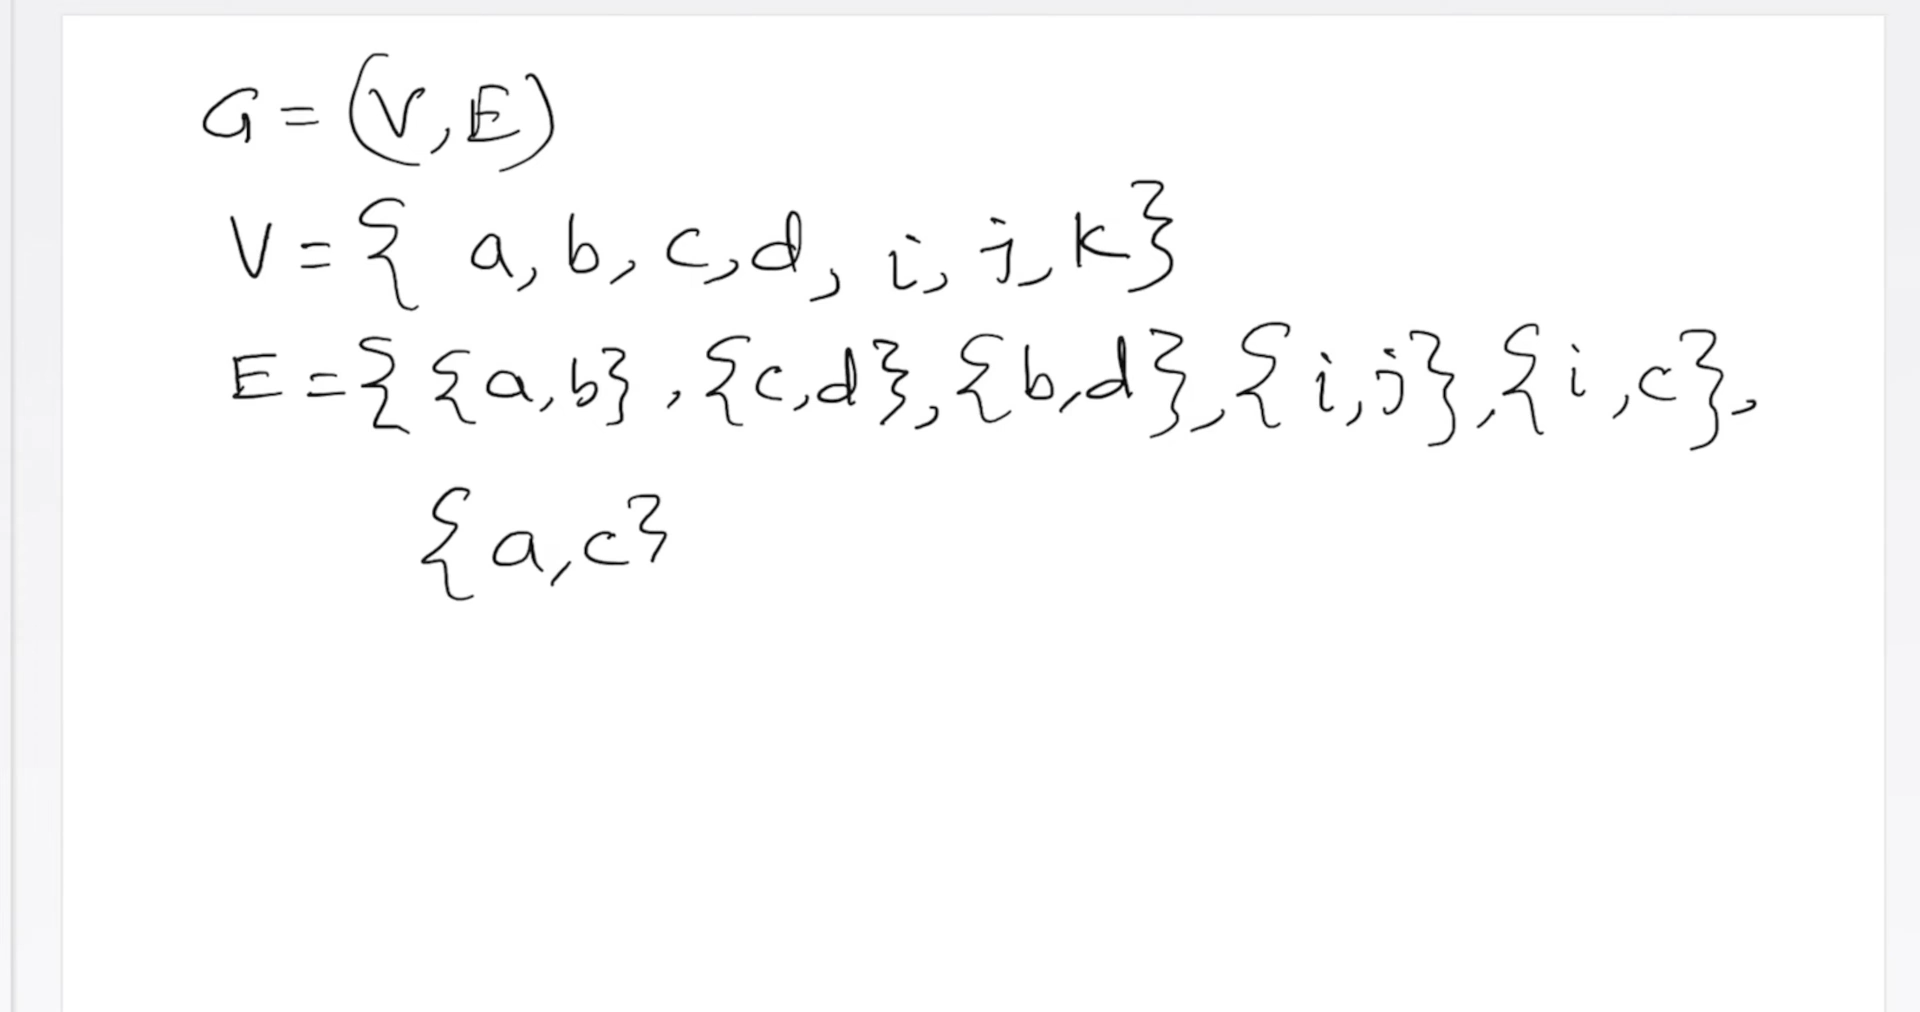 G = (V, E)
V = { a, b, c, d, i, j, k}
E = { {a, b}, {c, d}, {b, d}, {i, j}, {i, c},
{a, c}